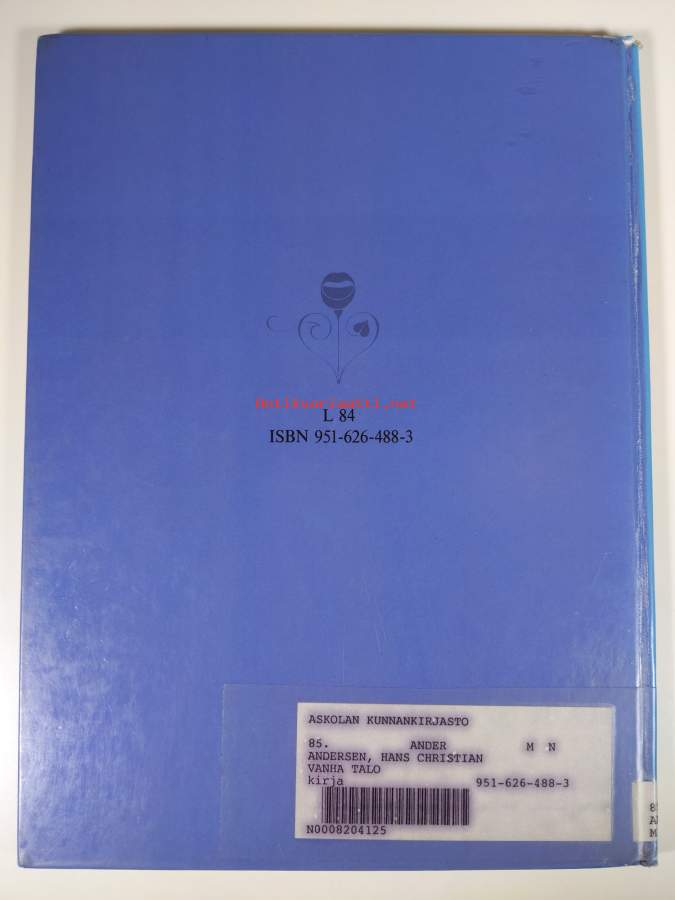 Antikvariaatti.net
L 84
ISBN 951-626-488-3
ASKOLAN KUNNANKIRJASTO
85. ANDER M N
ANDERSEN, HANS CHRISTIAN
VANHA TALO
kirja 951-626-488-3
N0008204125